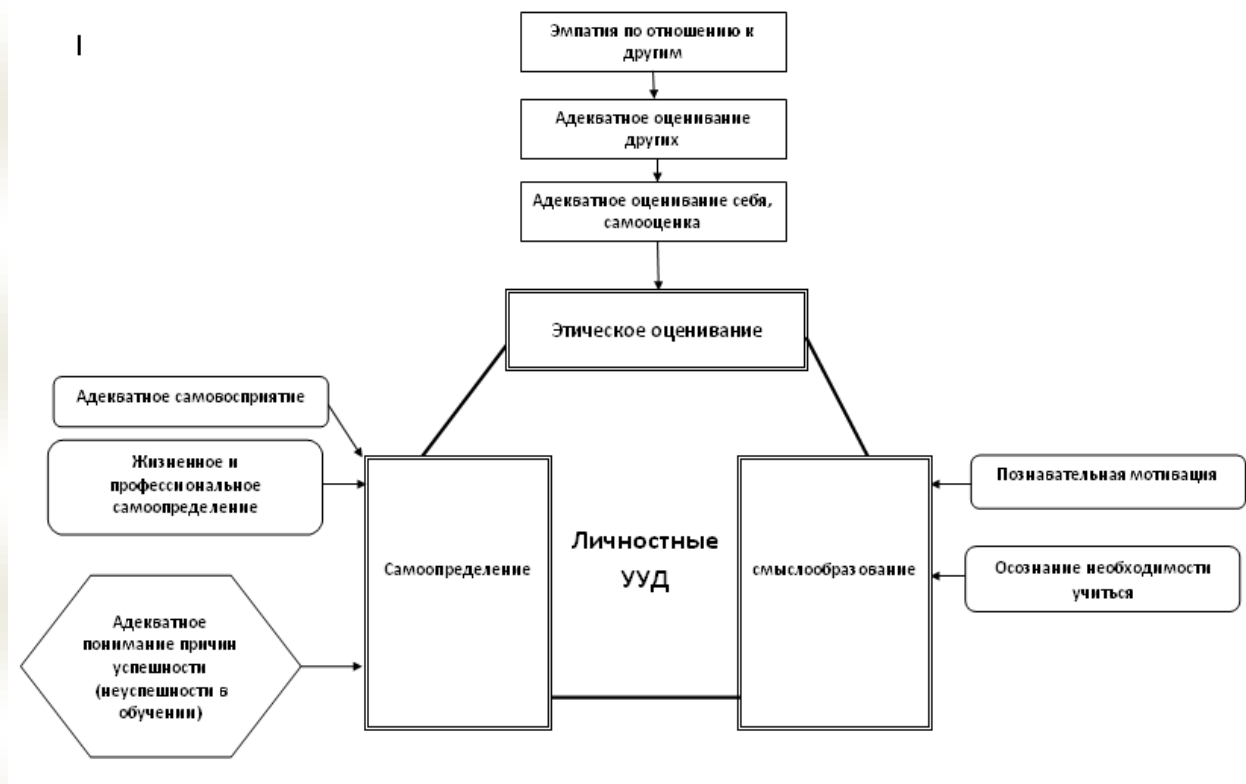 I
Эмпатия по отношению к
другим
Адекватное оценивание
других
Адекватное оценивание себя,
самооценка
Этическое оценивание
Адекватное самовосприятие
Жизненное и
профессиональное
самоопределение
Адекватное
понимание причин
успешности
(неуспешности в
обучении)
Самоопределение
Личностные
УУД
смыслообразование
Познавательная мотивация
Осознание необходимости
учиться